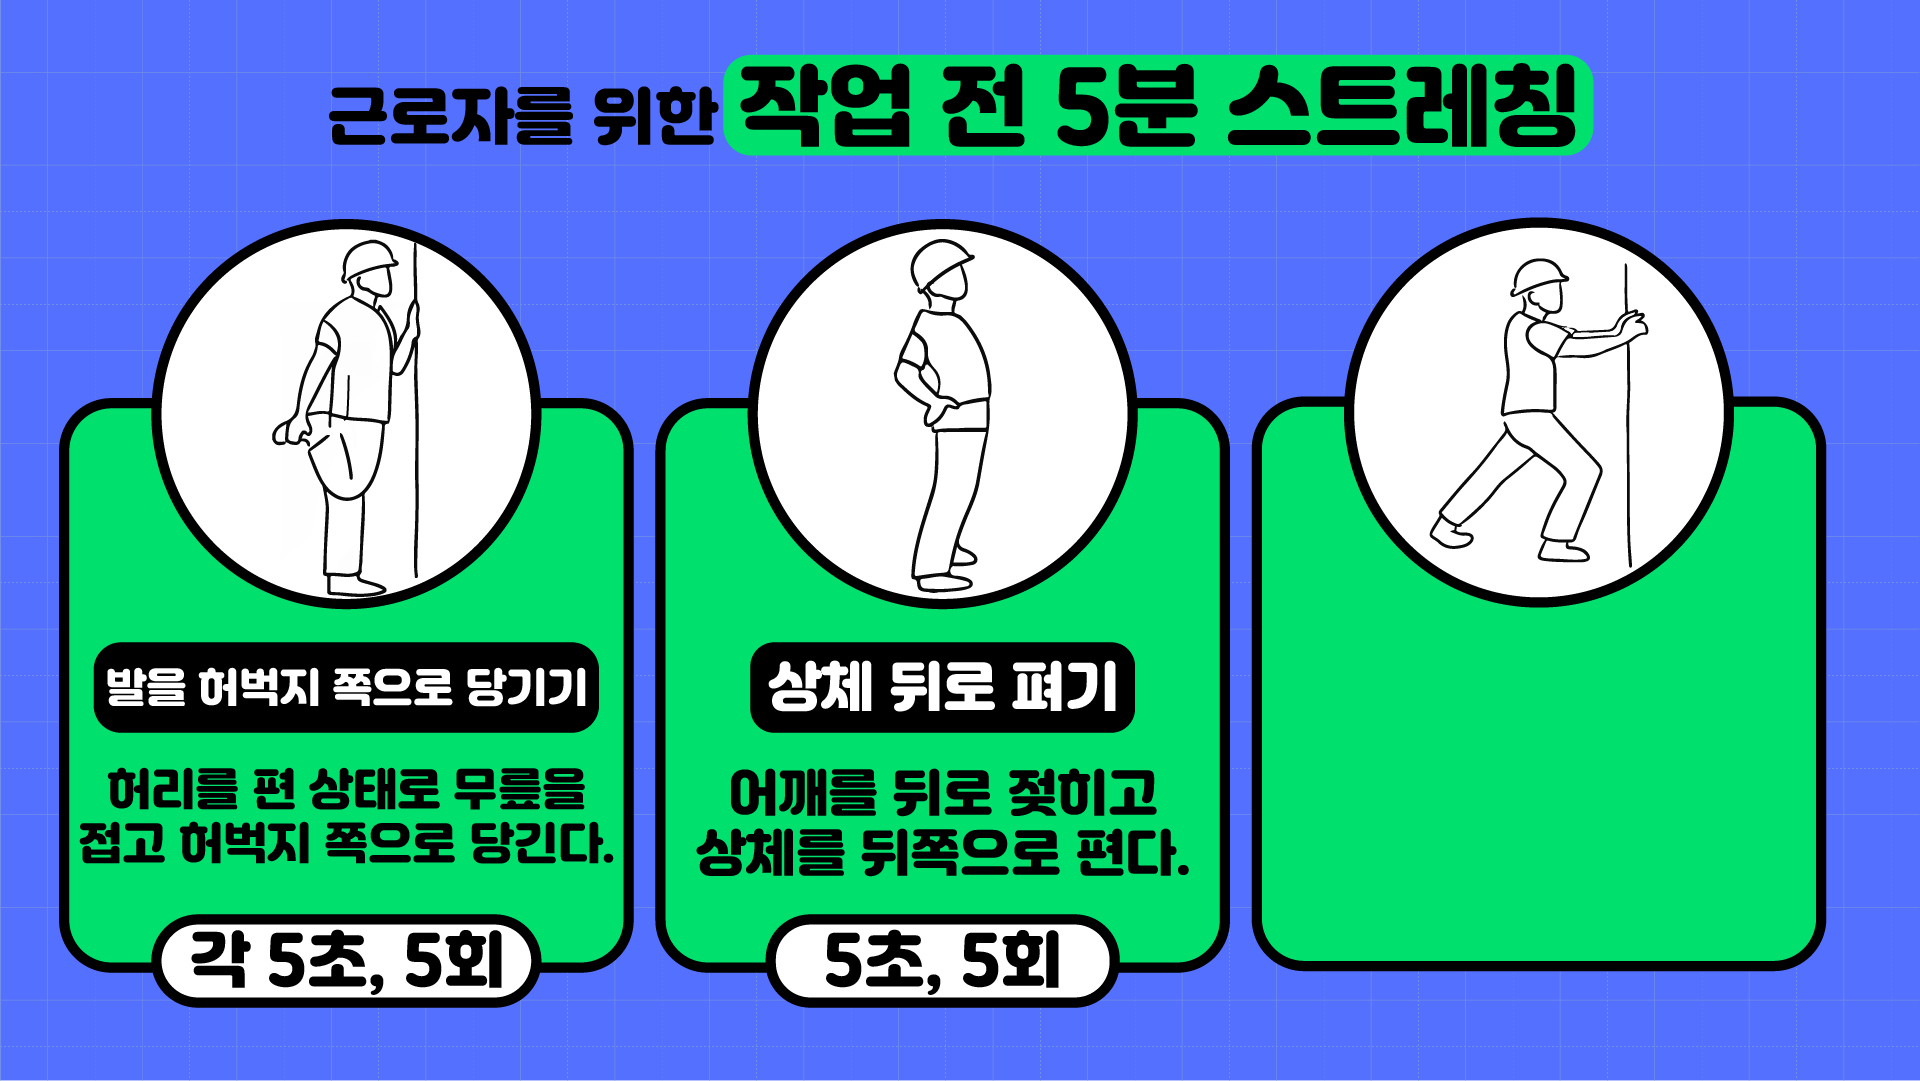 근로자를 위한 작업 전 5분 스트레칭
발을 허벅지 쪽으로 당기기
허리를 편 상태로 무릎을
접고 허벅지 쪽으로 당긴다.
각 5초, 5회
상체 뒤로 펴기
어깨를 뒤로 젖히고
상체를 뒤쪽으로 편다.
5초, 5회